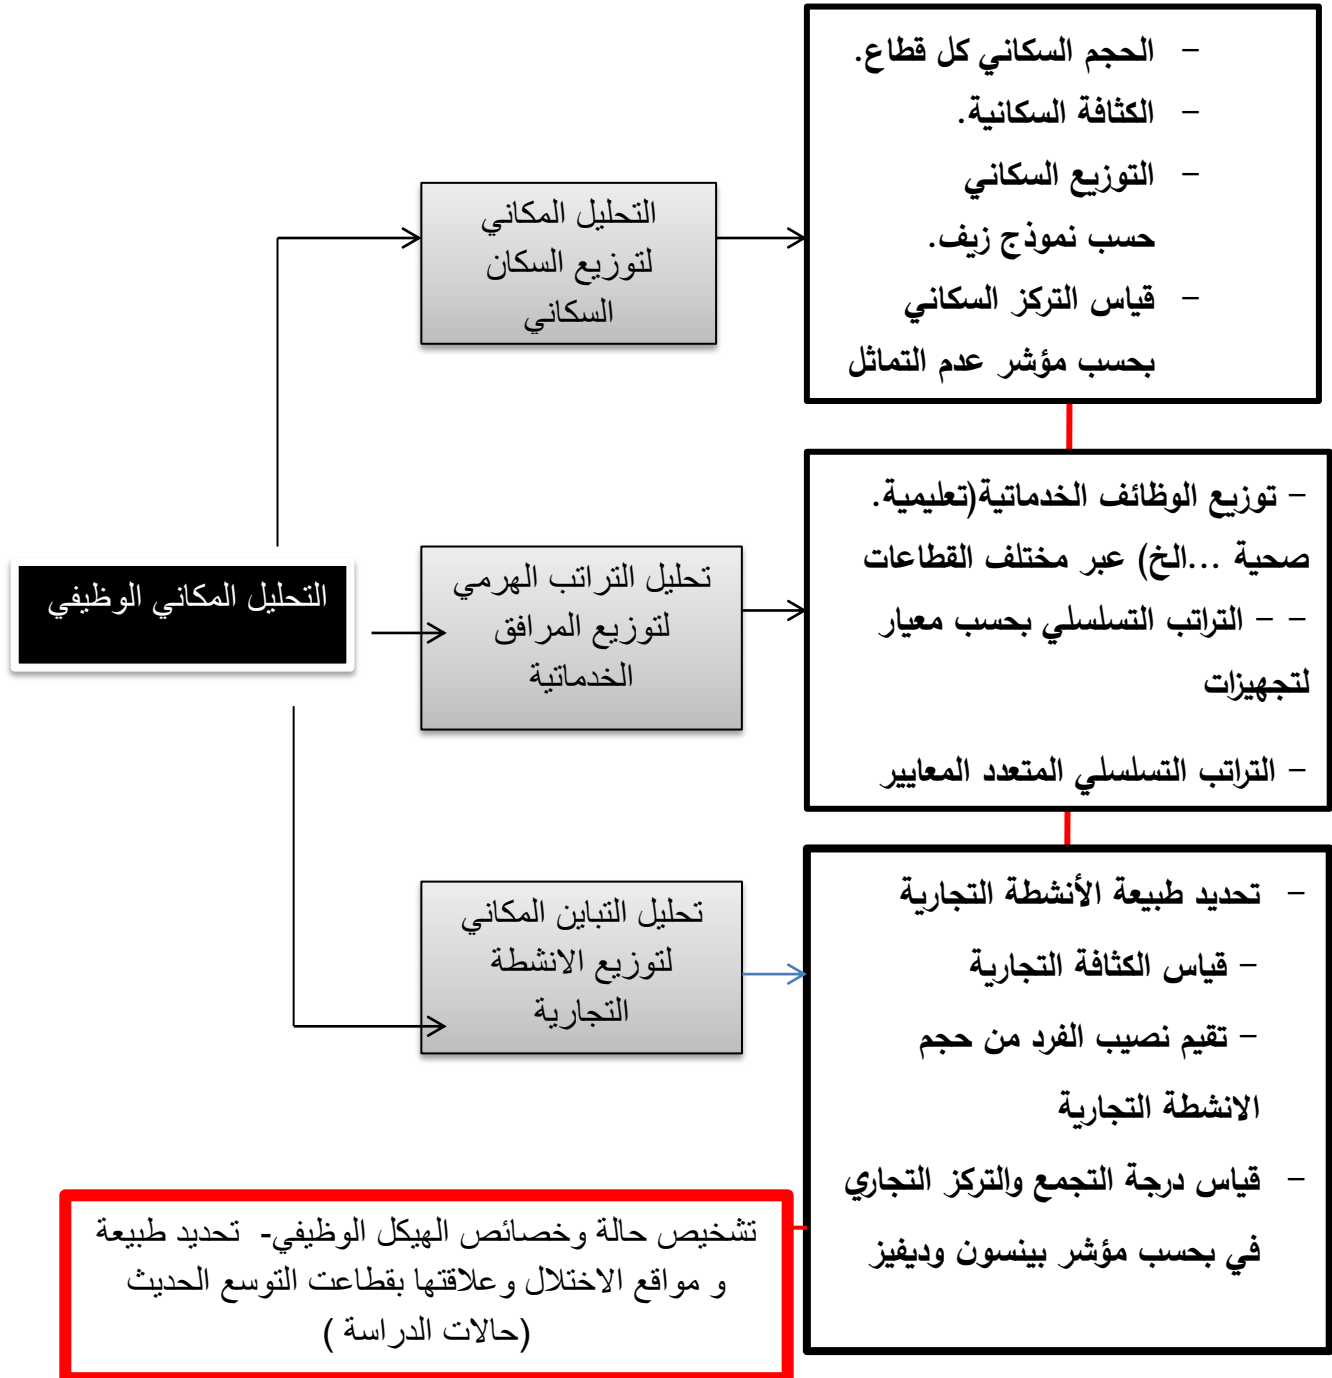 - الحجم السكاني كل قطاع.
- الكثافة السكانية.
- التوزيع السكاني
حسب نموذج زيف.
- قياس التركز السكاني
بحسب مؤشر عدم التماثل
التحليل المكاني
لتوزيع السكان
السكاني
- توزيع الوظائف الخدماتية(تعليمية.
صحية ...الخ) عبر مختلف القطاعات
- - التراتب التسلسلي بحسب معيار
لتجهيزات
- التراتب التسلسلي المتعدد المعايير
تحليل التراتب الهرمي
لتوزيع المرافق
الخدماتية
التحليل المكاني الوظيفي
- تحديد طبيعة الأنشطة التجارية
- قياس الكثافة التجارية
- تقيم نصيب الفرد من حجم
الانشطة التجارية
- قياس درجة التجمع والتركز التجاري
في بحسب مؤشر بينسون وديفيز
تحليل التباين المكاني
لتوزيع الانشطة
التجارية
تشخيص حالة وخصائص الهيكل الوظيفي- تحديد طبيعة
و مواقع الاختلال وعلاقتها بقطاعت التوسع الحديث
(حالات الدراسة )